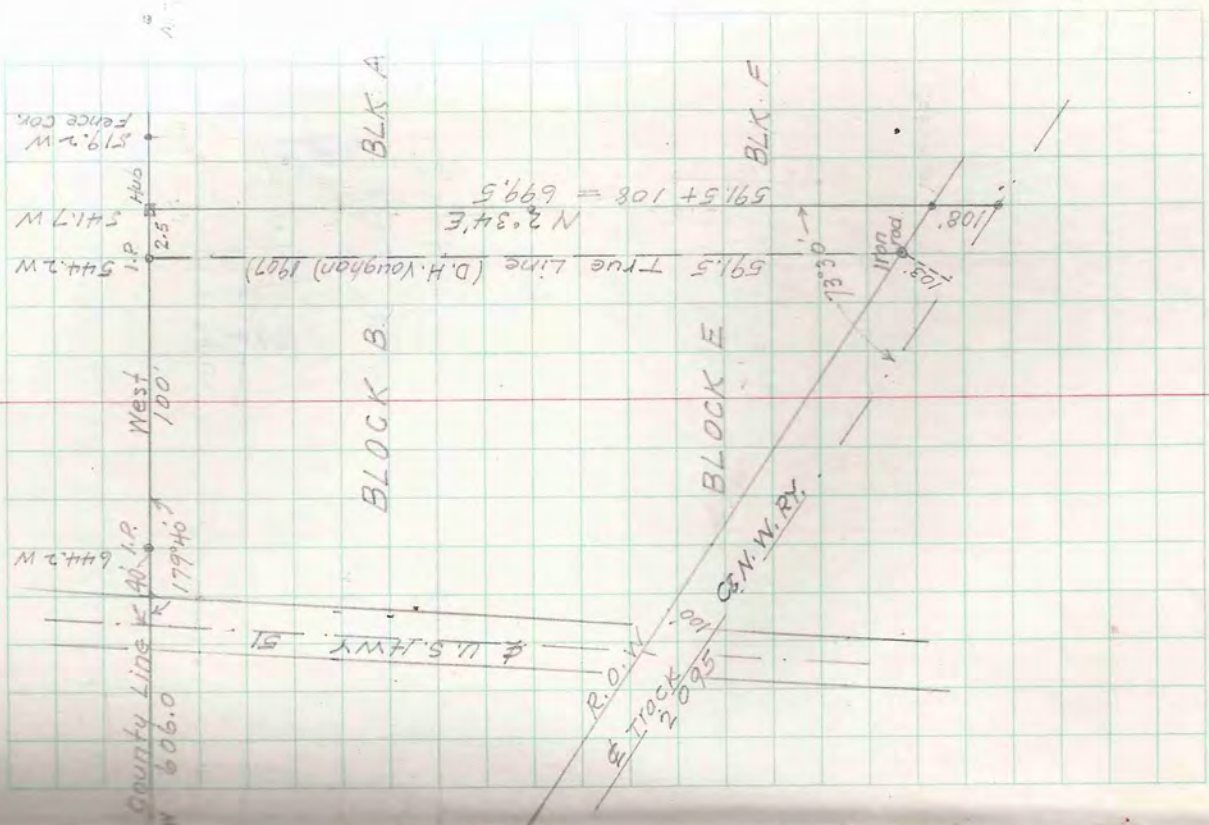 519.2 W
Fence Cor.
541.7 W
Hub
544.2 W
I.P.
2.5
West
100'
644.2 W
40' I.P.
179°40'
County Line
606.0
W
BLK. A
BLOCK B
BLK. F
BLOCK E
591.5 + 108 = 699.5
N 2°34'E
591.5 True Line (D.H. Vaughan) 1907
73°30'
Iron rod
108'
103'
℄ U.S. HWY. 51
R.O.W.
100'
C&N.W. RY.
℄ Track
2095